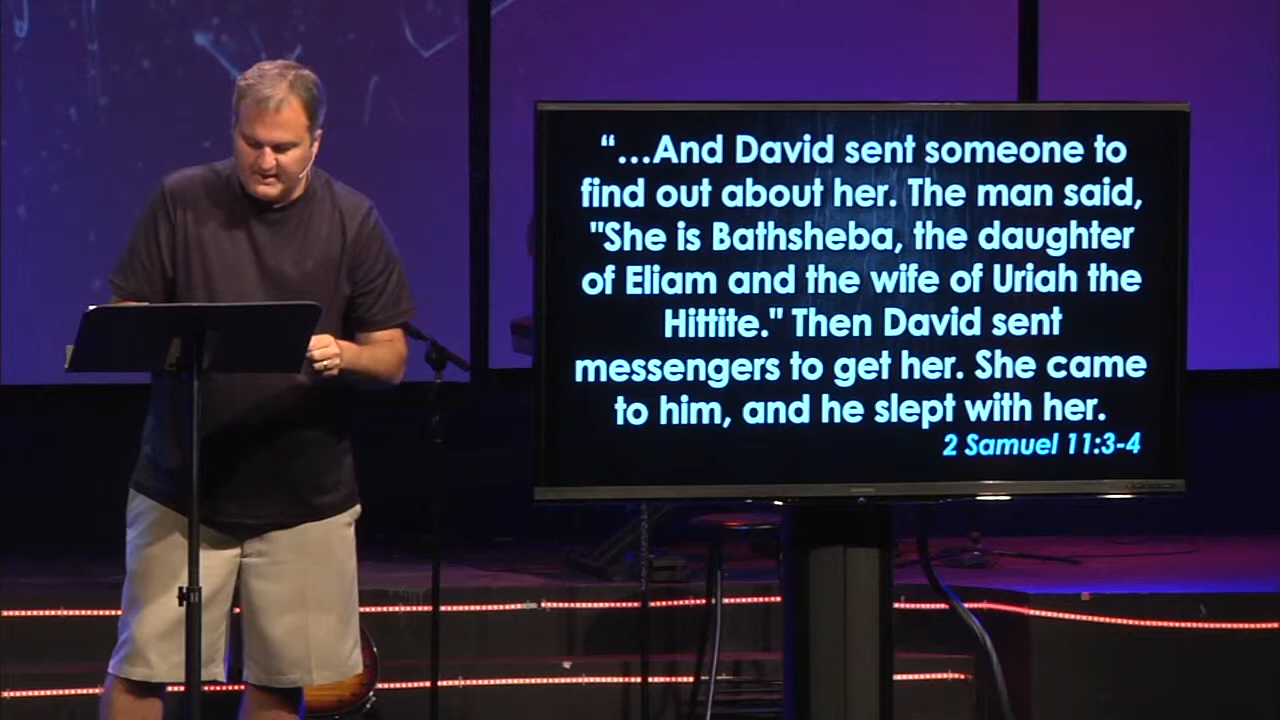 “...And David sent someone to
find out about her. The man said,
"She is Bathsheba, the daughter
of Eliam and the wife of Uriah the
Hittite." Then David sent
messengers to get her. She came
to him, and he slept with her.
2 Samuel 11:3-4